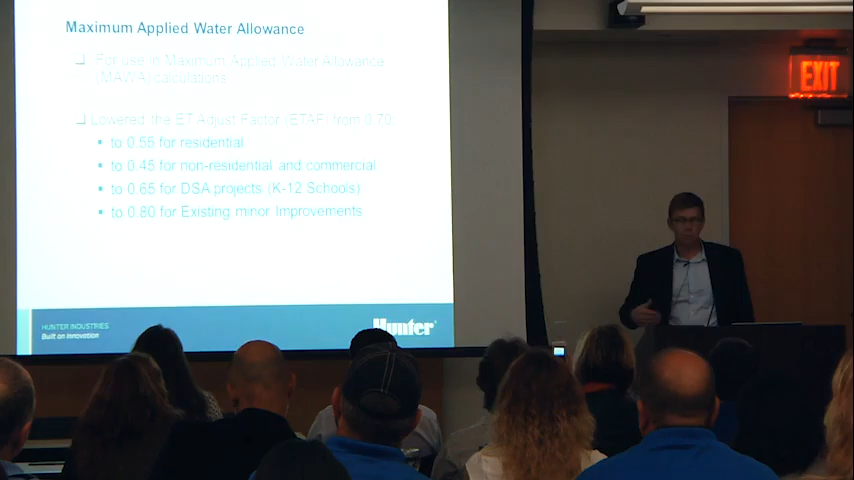 Maximum Applied Water Allowance
For use in Maximum Applied Water Allowance
(MAWA) calculations
Lowered the ET Adjust Factor (ETAF) from 0.70
to 0.55 for residential
to 0.45 for non-residential and commercial
to 0.65 for DSA projects (K-12 Schools)
to 0.80 for Existing minor Improvements
HUNTER INDUSTRIES
Built on Innovation
Hunter®
EXIT